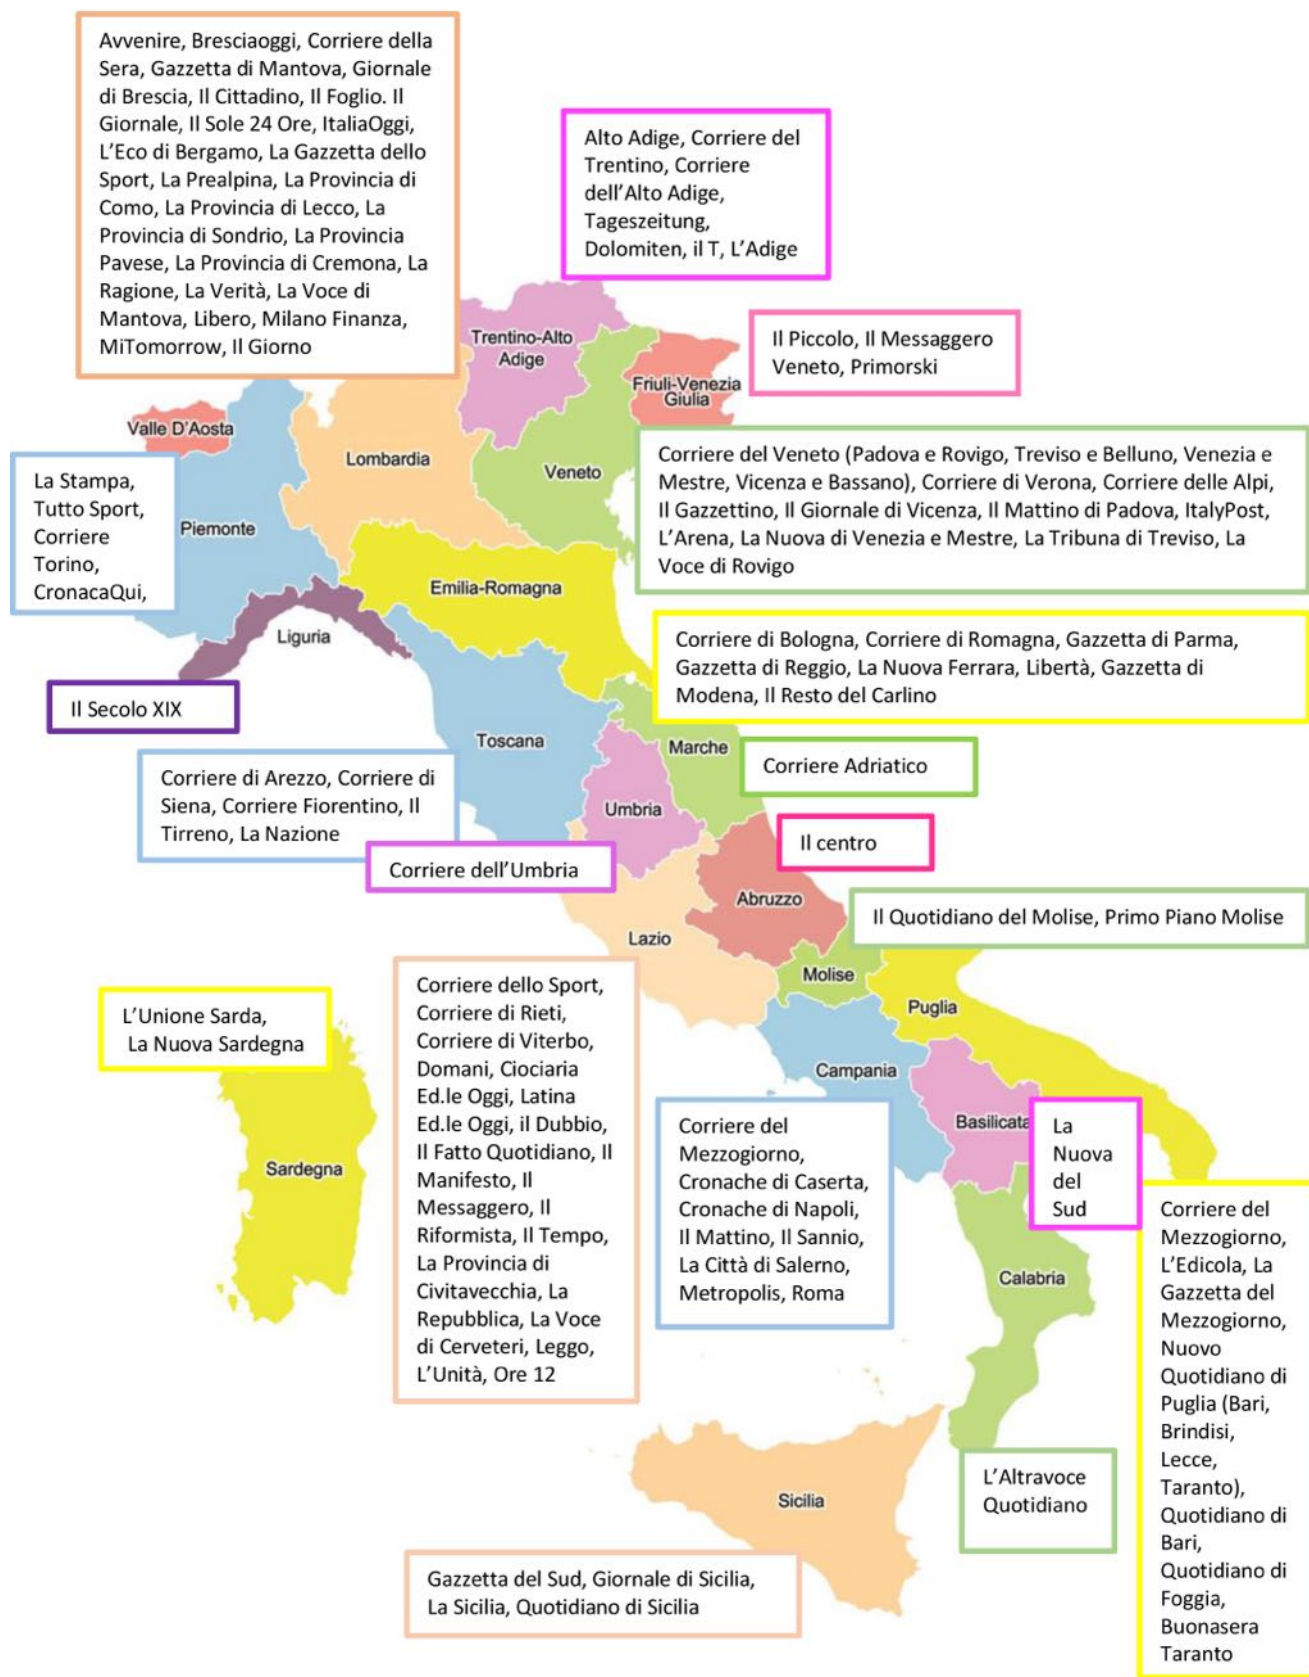 Avvenire, Bresciaoggi, Corriere della
Sera, Gazzetta di Mantova, Giornale
di Brescia, Il Cittadino, Il Foglio. Il
Giornale, Il Sole 24 Ore, ItaliaOggi,
L'Eco di Bergamo, La Gazzetta dello
Sport, La Prealpina, La Provincia di
Como, La Provincia di Lecco, La
Provincia di Sondrio, La Provincia
Pavese, La Provincia di Cremona, La
Ragione, La Verità, La Voce di
Mantova, Libero, Milano Finanza,
MiTomorrow, Il Giorno
Alto Adige, Corriere del
Trentino, Corriere
dell'Alto Adige,
Tageszeitung,
Dolomiten, il T, L'Adige
Il Piccolo, Il Messaggero
Veneto, Primorski
Trentino-Alto
Adige
Friuli-Venezia
Giulia
Valle D'Aosta
Lombardia
Veneto
Piemonte
La Stampa,
Tutto Sport,
Corriere
Torino,
CronacaQui,
Corriere del Veneto (Padova e Rovigo, Treviso e Belluno, Venezia e
Mestre, Vicenza e Bassano), Corriere di Verona, Corriere delle Alpi,
Il Gazzettino, Il Giornale di Vicenza, Il Mattino di Padova, ItalyPost,
L'Arena, La Nuova di Venezia e Mestre, La Tribuna di Treviso, La
Voce di Rovigo
Emilia-Romagna
Liguria
Corriere di Bologna, Corriere di Romagna, Gazzetta di Parma,
Gazzetta di Reggio, La Nuova Ferrara, Libertà, Gazzetta di
Modena, Il Resto del Carlino
Il Secolo XIX
Toscana
Marche
Corriere Adriatico
Corriere di Arezzo, Corriere di
Siena, Corriere Fiorentino, Il
Tirreno, La Nazione
Umbria
Il centro
Corriere dell'Umbria
Abruzzo
Il Quotidiano del Molise, Primo Piano Molise
Lazio
Molise
Puglia
L'Unione Sarda,
La Nuova Sardegna
Sardegna
Corriere dello Sport,
Corriere di Rieti,
Corriere di Viterbo,
Domani, Ciociaria
Ed.le Oggi, Latina
Ed.le Oggi, il Dubbio,
Il Fatto Quotidiano, Il
Manifesto, Il
Messaggero, Il
Riformista, Il Tempo,
La Provincia di
Civitavecchia, La
Repubblica, La Voce
di Cerveteri, Leggo,
L'Unità, Ore 12
Campania
Basilicata
Corriere del
Mezzogiorno,
Cronache di Caserta,
Cronache di Napoli,
Il Mattino, Il Sannio,
La Città di Salerno,
Metropolis, Roma
La
Nuova
del
Sud
Calabria
Corriere del
Mezzogiorno,
L'Edicola, La
Gazzetta del
Mezzogiorno,
Nuovo
Quotidiano di
Puglia (Bari,
Brindisi,
Lecce,
Taranto),
Quotidiano di
Bari,
Quotidiano di
Foggia,
Buonasera
Taranto
L'Altravoce
Quotidiano
Sicilia
Gazzetta del Sud, Giornale di Sicilia,
La Sicilia, Quotidiano di Sicilia